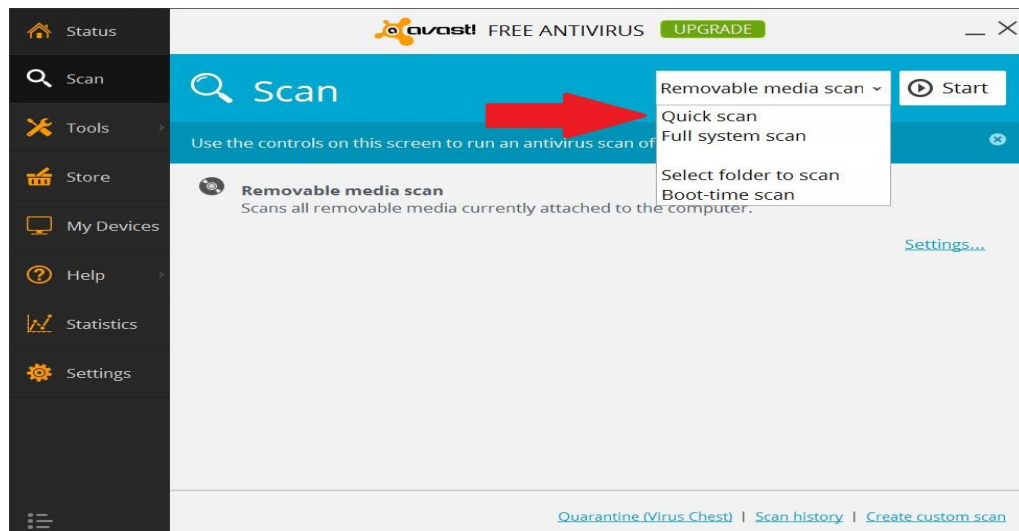 Status
avast! FREE ANTIVIRUS UPGRADE
Scan
Scan
Removable media scan
Start
Quick scan
Full system scan
Select folder to scan
Boot-time scan
Use the controls on this screen to run an antivirus scan of
Tools
Store
My Devices
Help
Statistics
Settings
Removable media scan
Scans all removable media currently attached to the computer.
Settings...
Quarantine (Virus Chest) | Scan history | Create custom scan